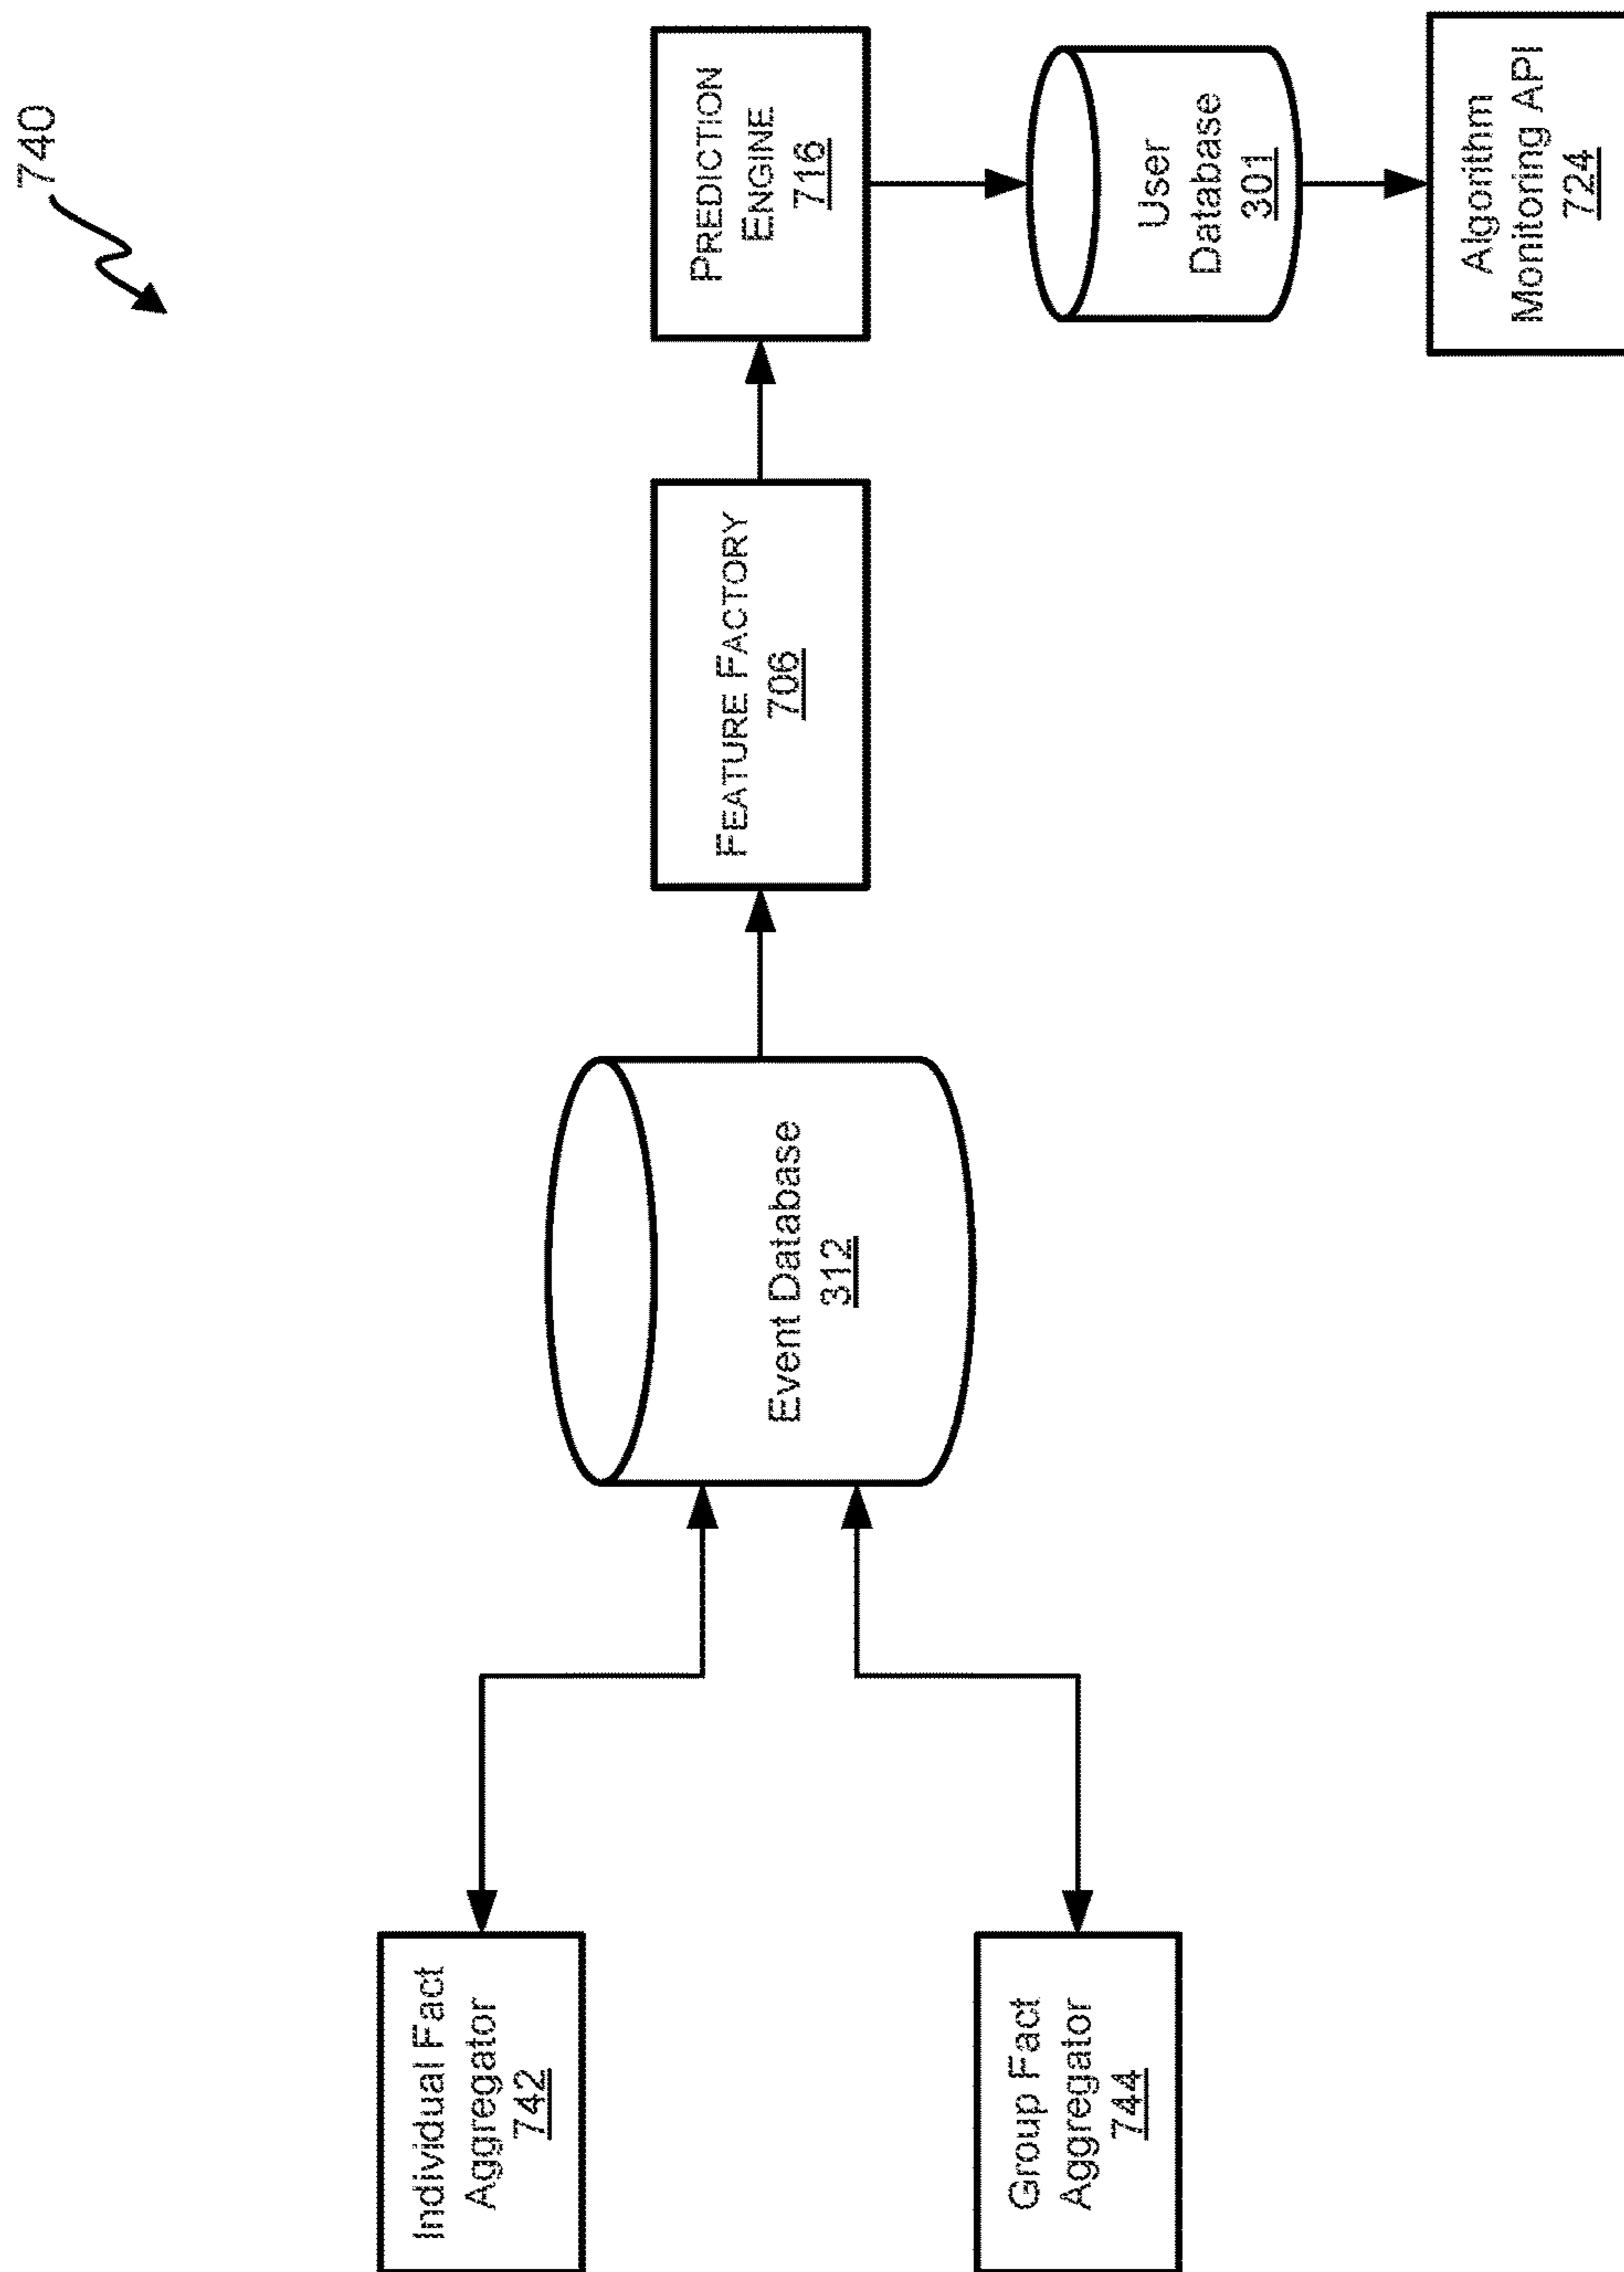 740
Individual Fact
Aggregator
742
Group Fact
Aggregator
744
Event Database
312
FEATURE FACTORY
706
PREDICTION
ENGINE
716
User
Database
301
Algorithm
Monitoring API
724